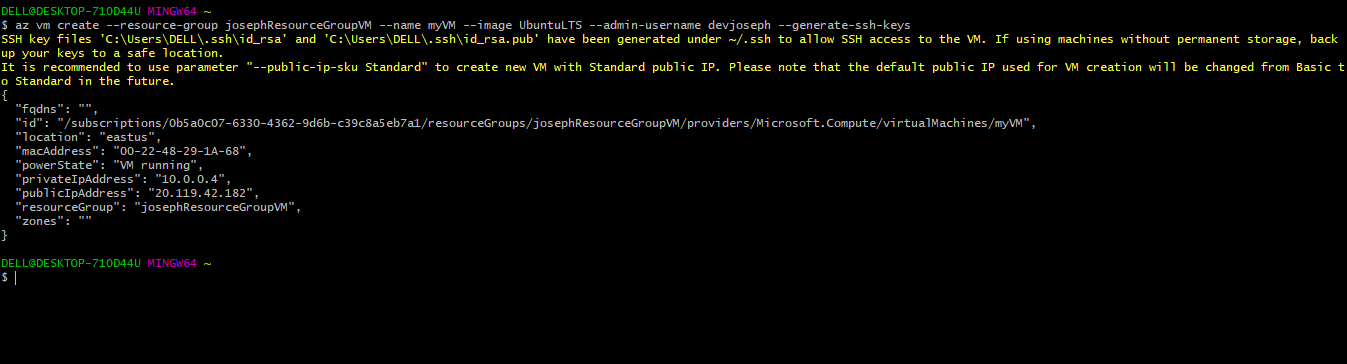 DELL@DESKTOP-71OD44U MINGW64 ~
$ az vm create --resource-group josephResourceGroupVM --name myVM --image UbuntuLTS --admin-username devjoseph --generate-ssh-keys
SSH key files 'C:\Users\DELL\.ssh\id_rsa' and 'C:\Users\DELL\.ssh\id_rsa.pub' have been generated under ~/.ssh to allow SSH access to the VM. If using machines without permanent storage, back
up your keys to a safe location.
It is recommended to use parameter "--public-ip-sku Standard" to create new VM with Standard public IP. Please note that the default public IP used for VM creation will be changed from Basic t
o Standard in the future.
{
  "fqdns": "",
  "id": "/subscriptions/0b5a0c07-6330-4362-9d6b-c39c8a5eb7a1/resourceGroups/josephResourceGroupVM/providers/Microsoft.Compute/virtualMachines/myVM",
  "location": "eastus",
  "macAddress": "00-22-48-29-1A-68",
  "powerState": "VM running",
  "privateIpAddress": "10.0.0.4",
  "publicIpAddress": "20.119.42.182",
  "resourceGroup": "josephResourceGroupVM",
  "zones": ""
}
DELL@DESKTOP-71OD44U MINGW64 ~
$